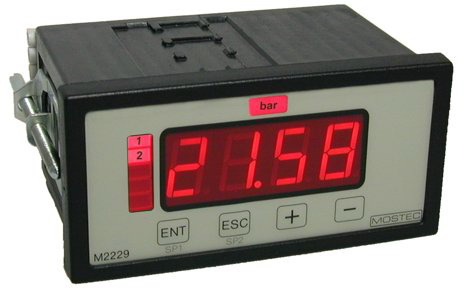 bar
1
2
21.58
ENT
ESC
+
−
SP1
SP2
M2229
MOSTEC